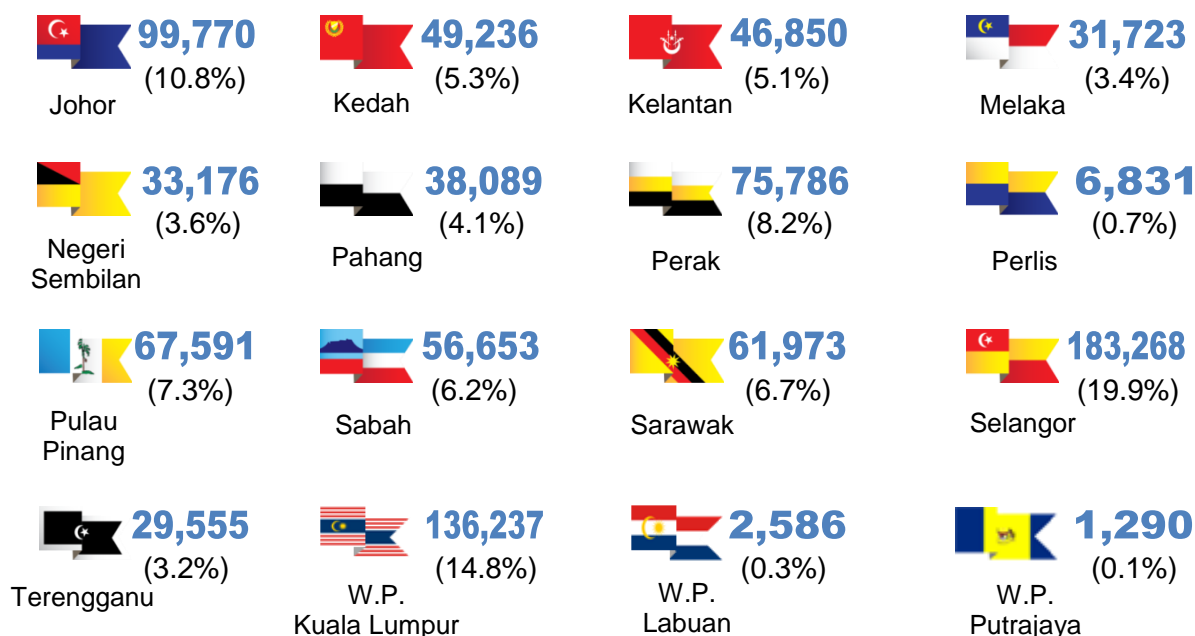 99,770
(10.8%)
Johor
49,236
(5.3%)
Kedah
46,850
(5.1%)
Kelantan
31,723
(3.4%)
Melaka
33,176
(3.6%)
Negeri
Sembilan
38,089
(4.1%)
Pahang
75,786
(8.2%)
Perak
6,831
(0.7%)
Perlis
67,591
(7.3%)
Pulau
Pinang
56,653
(6.2%)
Sabah
61,973
(6.7%)
Sarawak
183,268
(19.9%)
Selangor
29,555
(3.2%)
Terengganu
136,237
(14.8%)
W.P.
Kuala Lumpur
2,586
(0.3%)
W.P.
Labuan
1,290
(0.1%)
W.P.
Putrajaya